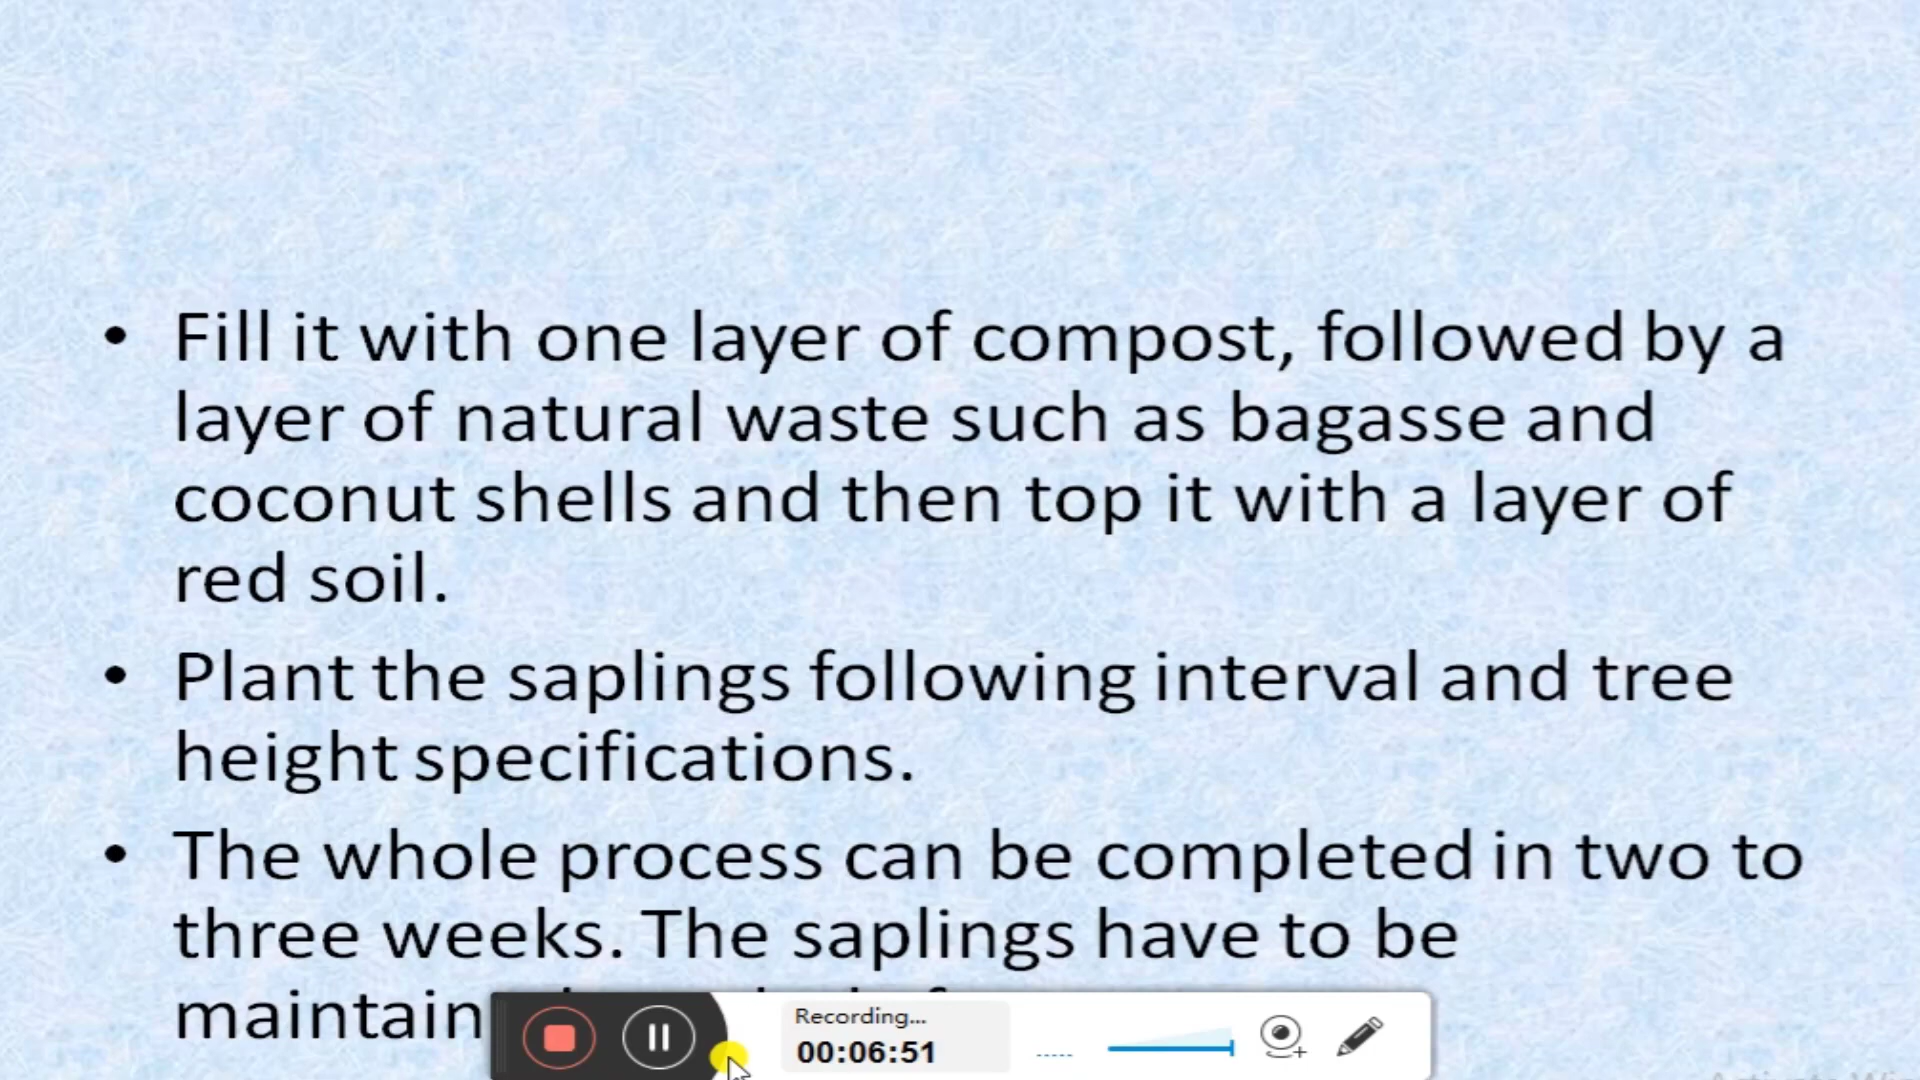 • Fill it with one layer of compost, followed by a
layer of natural waste such as bagasse and
coconut shells and then top it with a layer of
red soil.
• Plant the saplings following interval and tree
height specifications.
• The whole process can be completed in two to
three weeks. The saplings have to be
Recording...
00:06:51